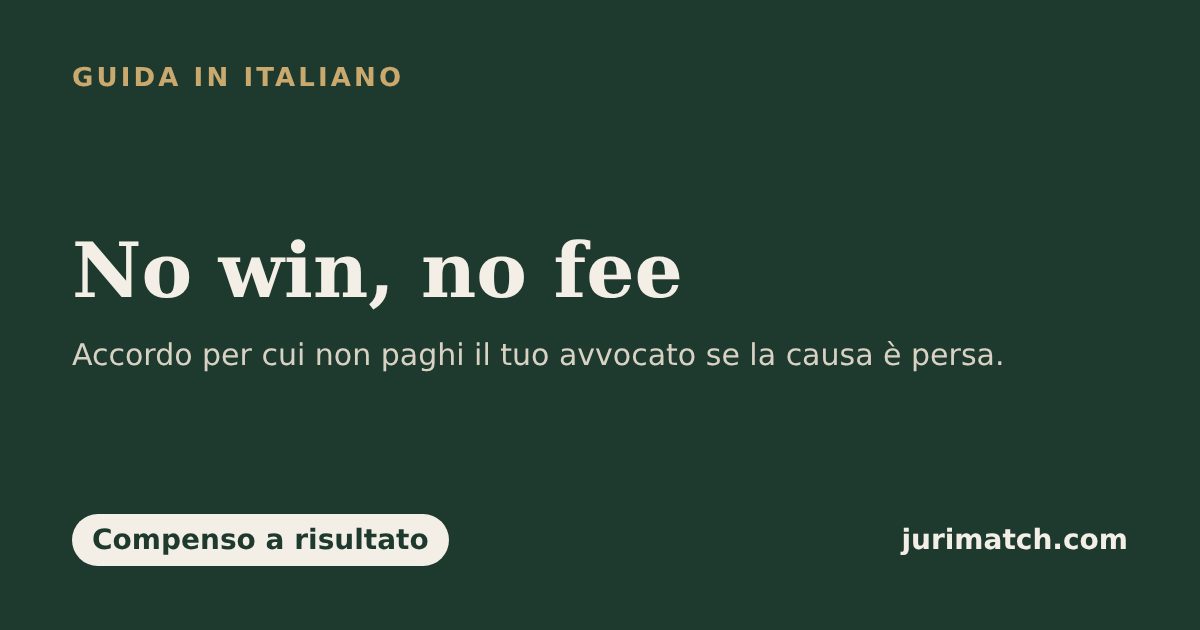 GUIDA IN ITALIANO
No win, no fee
Accordo per cui non paghi il tuo avvocato se la causa è persa.
Compenso a risultato
jurimatch.com